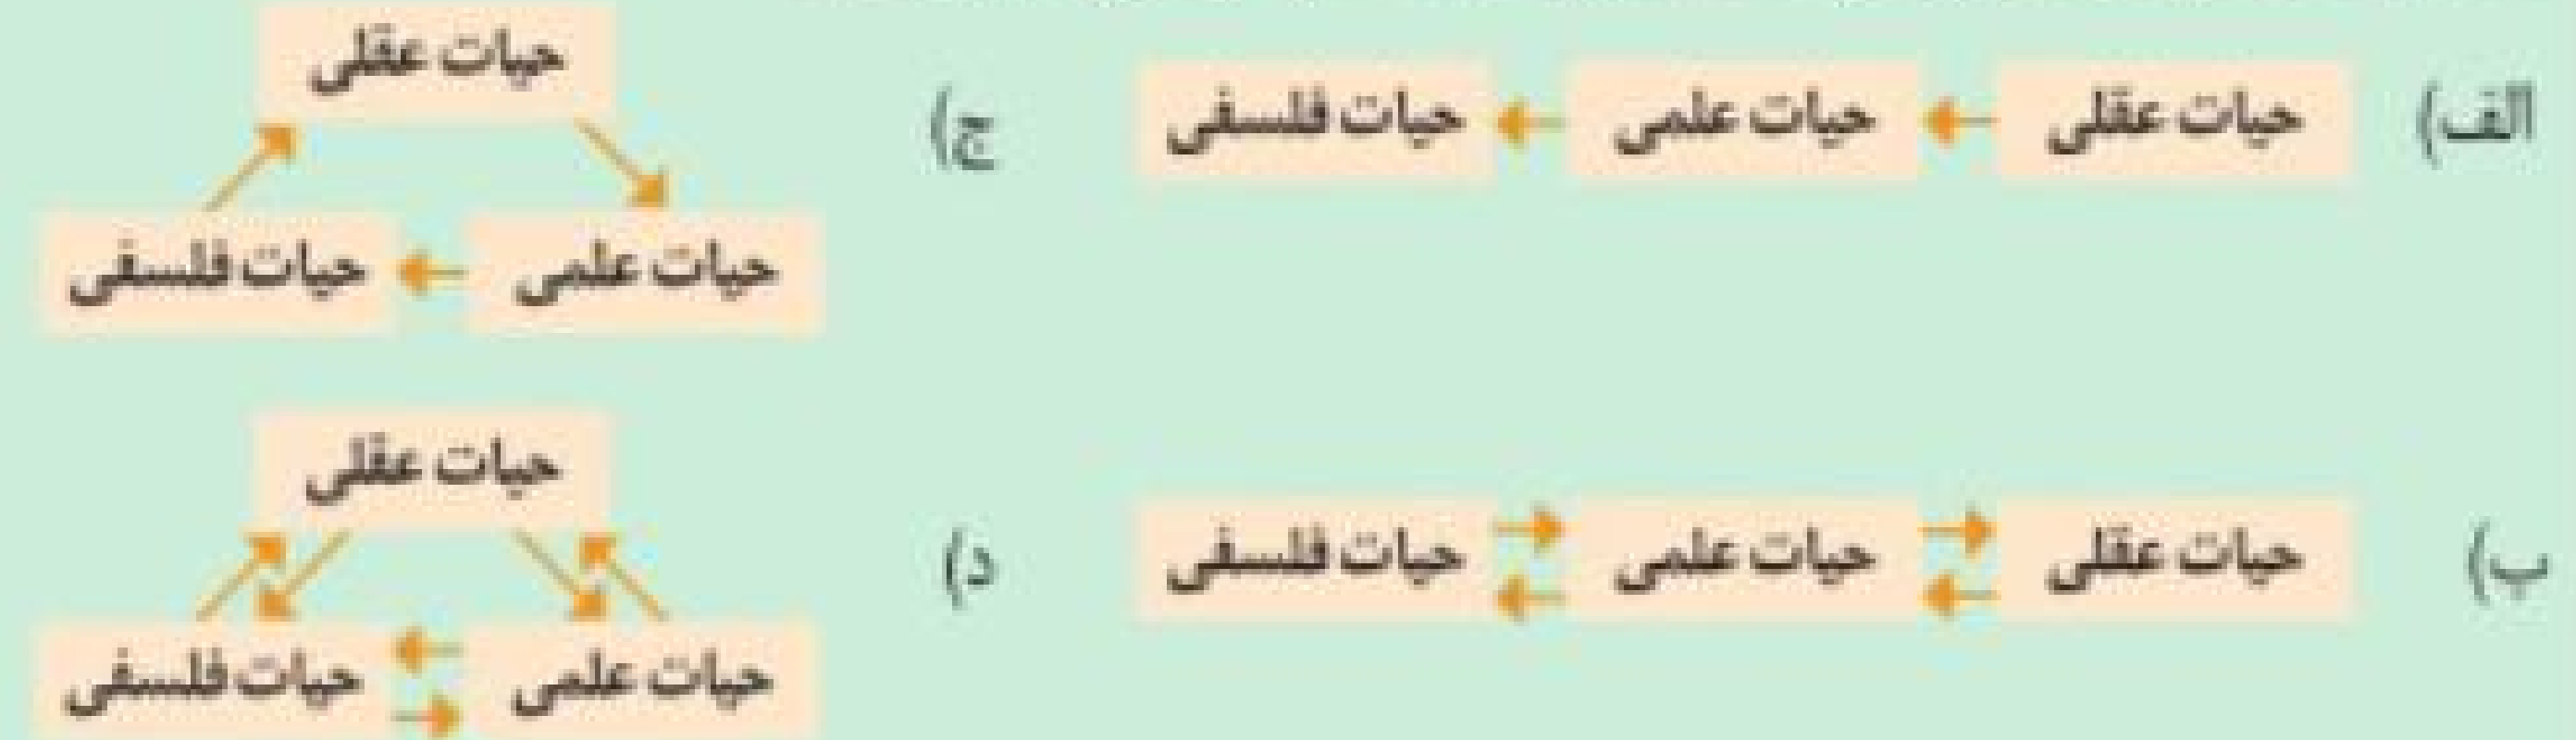 الف) حیات عقلی حیات علمی حیات فلسفی
ج) حیات عقلی
حیات علمی حیات فلسفی
ب) حیات عقلی حیات علمی حیات فلسفی
د) حیات عقلی
حیات علمی حیات فلسفی